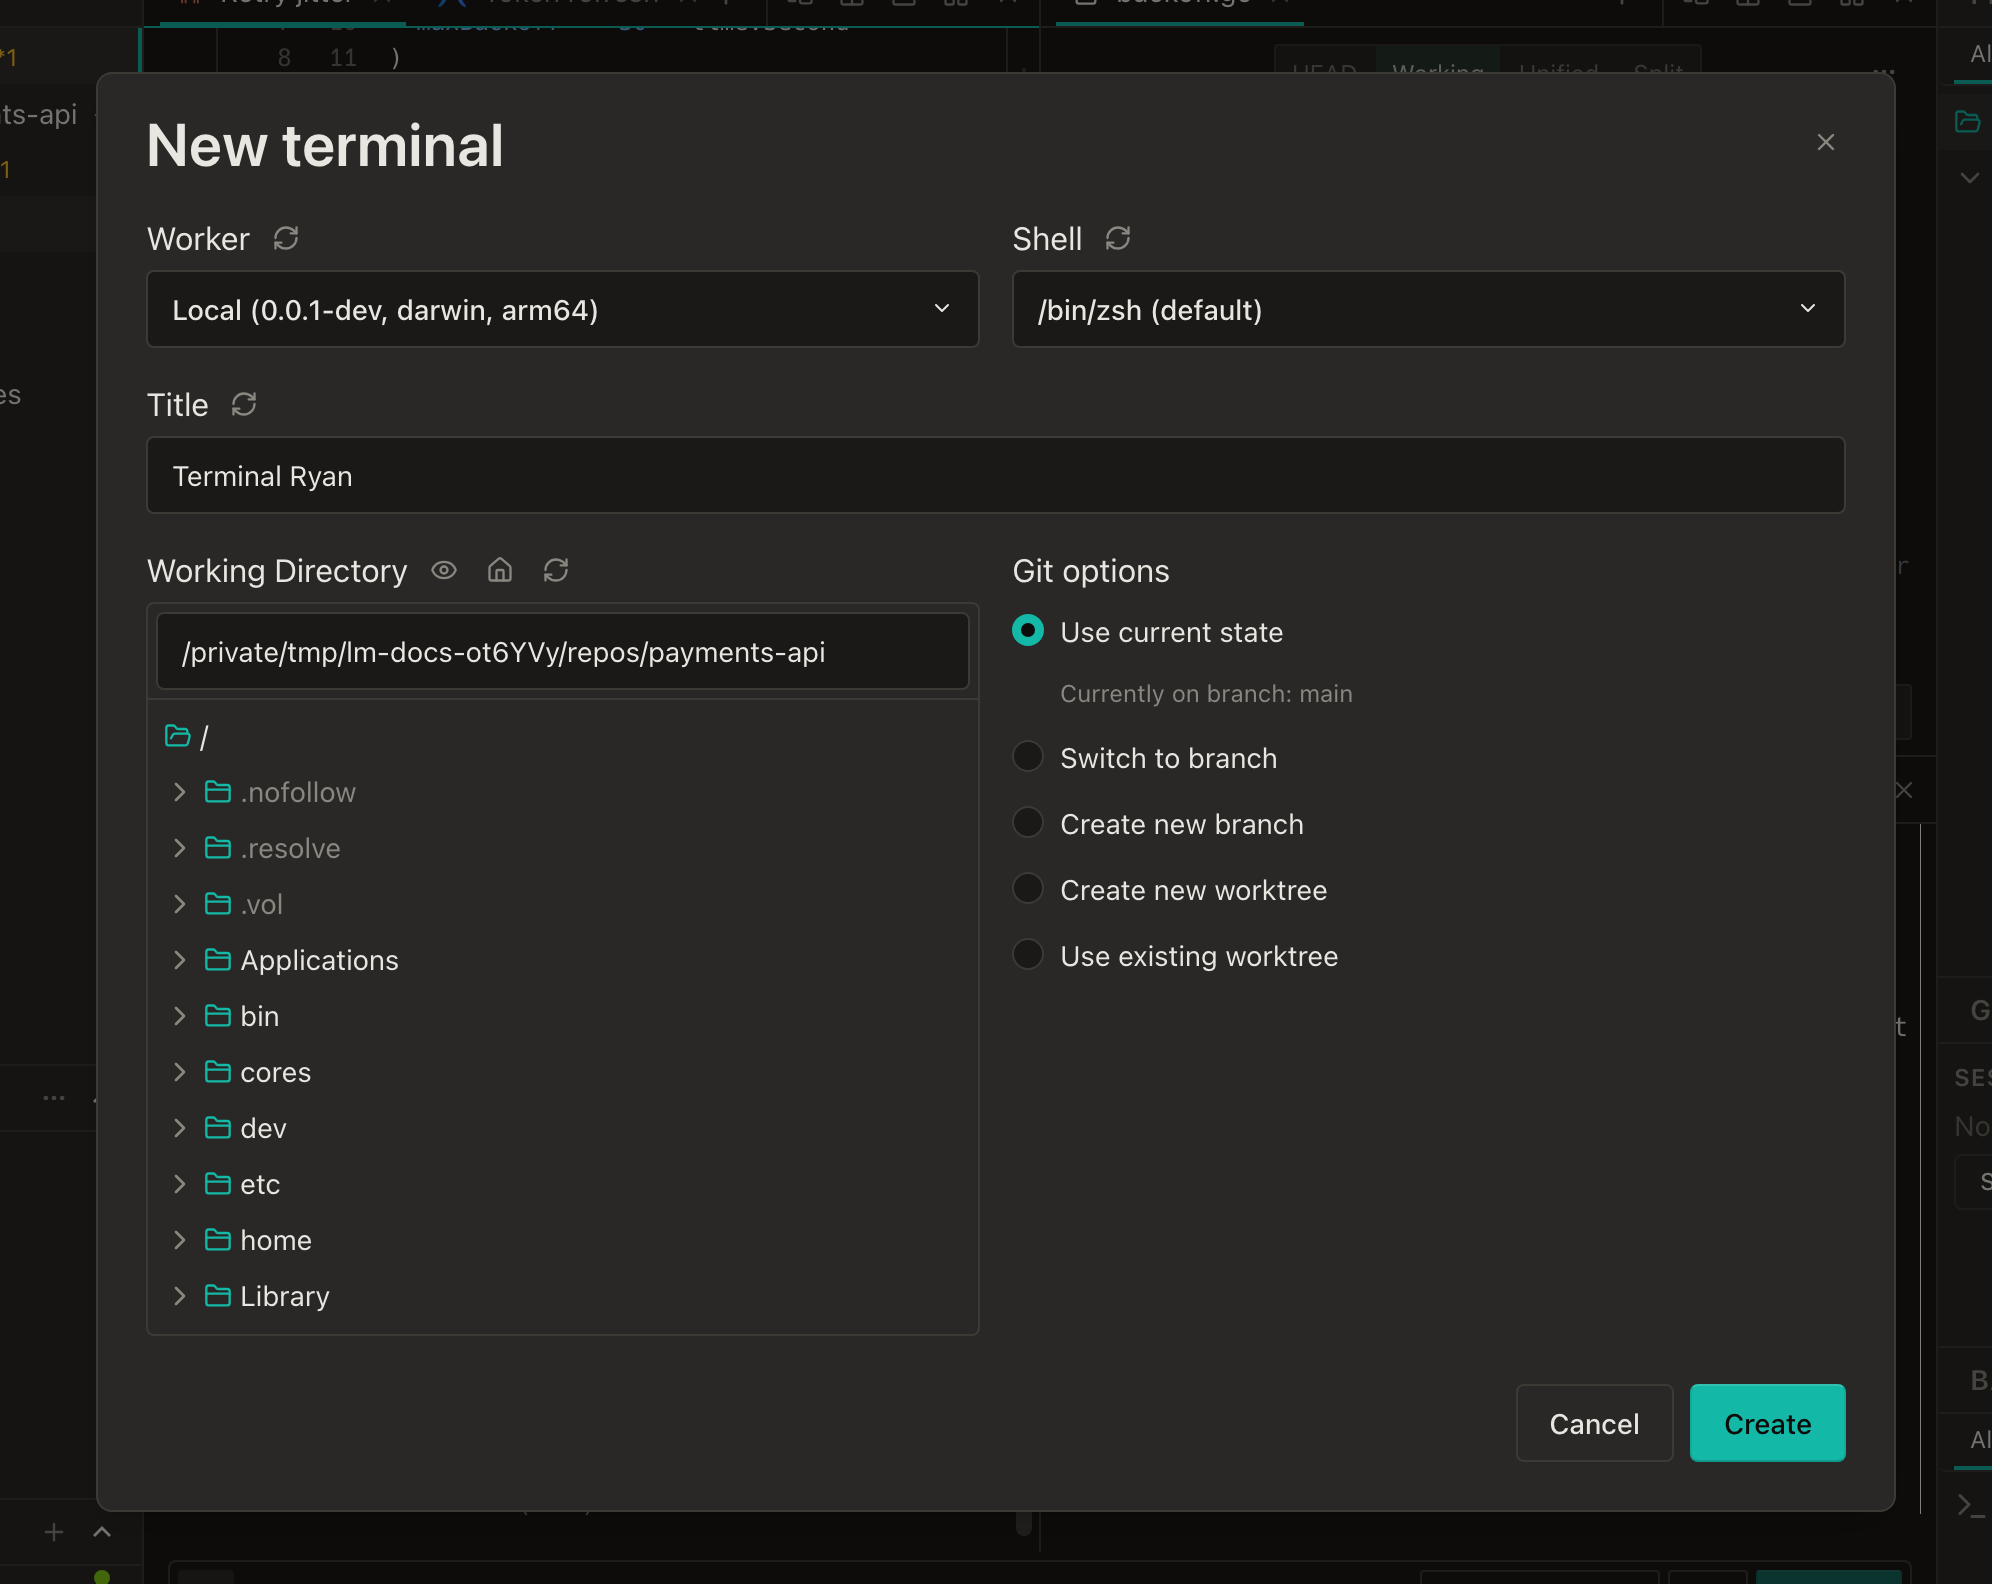 8 11 )
New terminal
Worker
Shell
Local (0.0.1-dev, darwin, arm64)
/bin/zsh (default)
Title
Terminal Ryan
Working Directory
Git options
/private/tmp/lm-docs-ot6YVy/repos/payments-api
Use current state
Currently on branch: main
/
Switch to branch
.nofollow
Create new branch
.resolve
Create new worktree
.vol
Use existing worktree
Applications
bin
cores
dev
etc
home
Library
Cancel
Create